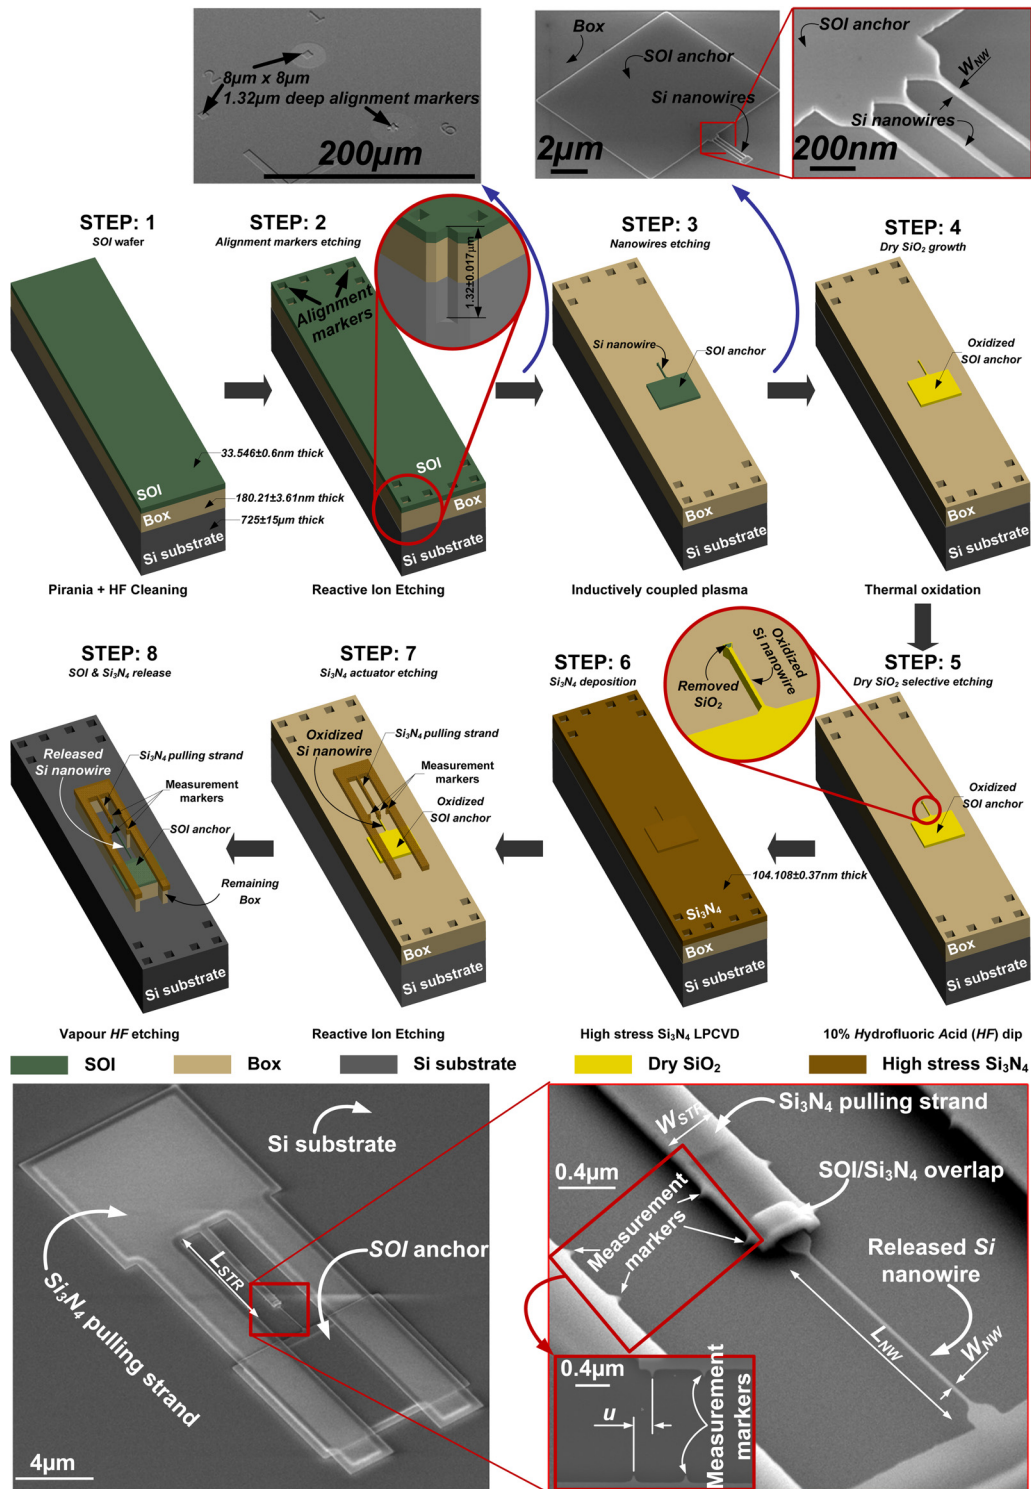 1
2
6
8µm x 8µm
1.32µm deep alignment markers
200µm
Box
SOI anchor
Si nanowires
2µm
SOI anchor
W_NW
Si nanowires
200nm
STEP: 1
SOI wafer
STEP: 2
Alignment markers etching
STEP: 3
Nanowires etching
STEP: 4
Dry SiO₂ growth
Alignment
markers
1.32±0.017µm
Si nanowire
SOI anchor
Oxidized
SOI anchor
33.546±0.6nm thick
SOI
180.21±3.61nm thick
Box
725±15µm thick
Si substrate
SOI
Box
Si substrate
Box
Si substrate
Box
Si substrate
Pirania + HF Cleaning
Reactive Ion Etching
Inductively coupled plasma
Thermal oxidation
STEP: 8
SOI & Si₃N₄ release
STEP: 7
Si₃N₄ actuator etching
STEP: 6
Si₃N₄ deposition
STEP: 5
Dry SiO₂ selective etching
Removed
SiO₂
Oxidized
Si nanowire
Released
Si nanowire
Si₃N₄ pulling strand
Measurement
markers
SOI anchor
Remaining
Box
Si substrate
Oxidized
Si nanowire
Si₃N₄ pulling strand
Measurement
markers
Oxidized
SOI anchor
Box
Si substrate
104.108±0.37nm thick
Si₃N₄
Box
Si substrate
Oxidized
SOI anchor
Box
Si substrate
Vapour HF etching
Reactive Ion Etching
High stress Si₃N₄ LPCVD
10% Hydrofluoric Acid (HF) dip
SOI
Box
Si substrate
Dry SiO₂
High stress Si₃N₄
Si substrate
L_STR
SOI anchor
Si₃N₄ pulling strand
4µm
W_STR
Si₃N₄ pulling strand
0.4µm
SOI/Si₃N₄ overlap
Measurement
markers
Released Si
nanowire
L_NW
W_NW
0.4µm
u
Measurement
markers